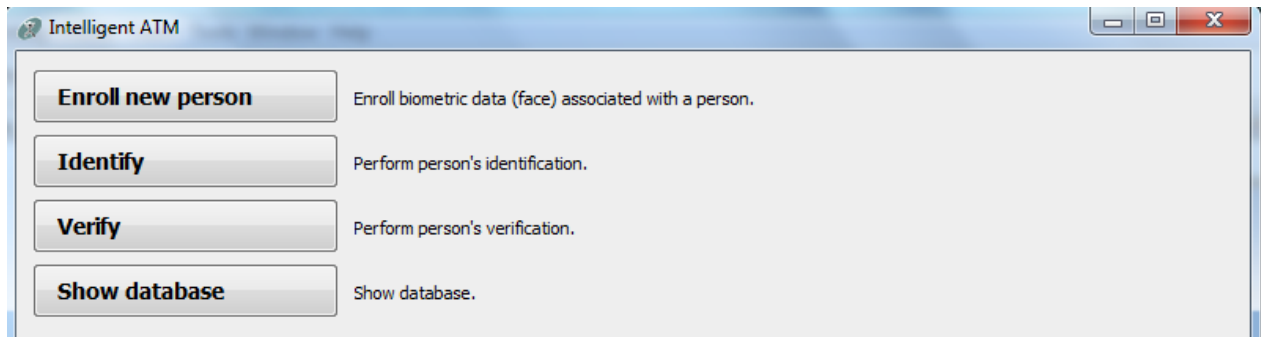 Intelligent ATM
Enroll new person Enroll biometric data (face) associated with a person.
Identify Perform person's identification.
Verify Perform person's verification.
Show database Show database.